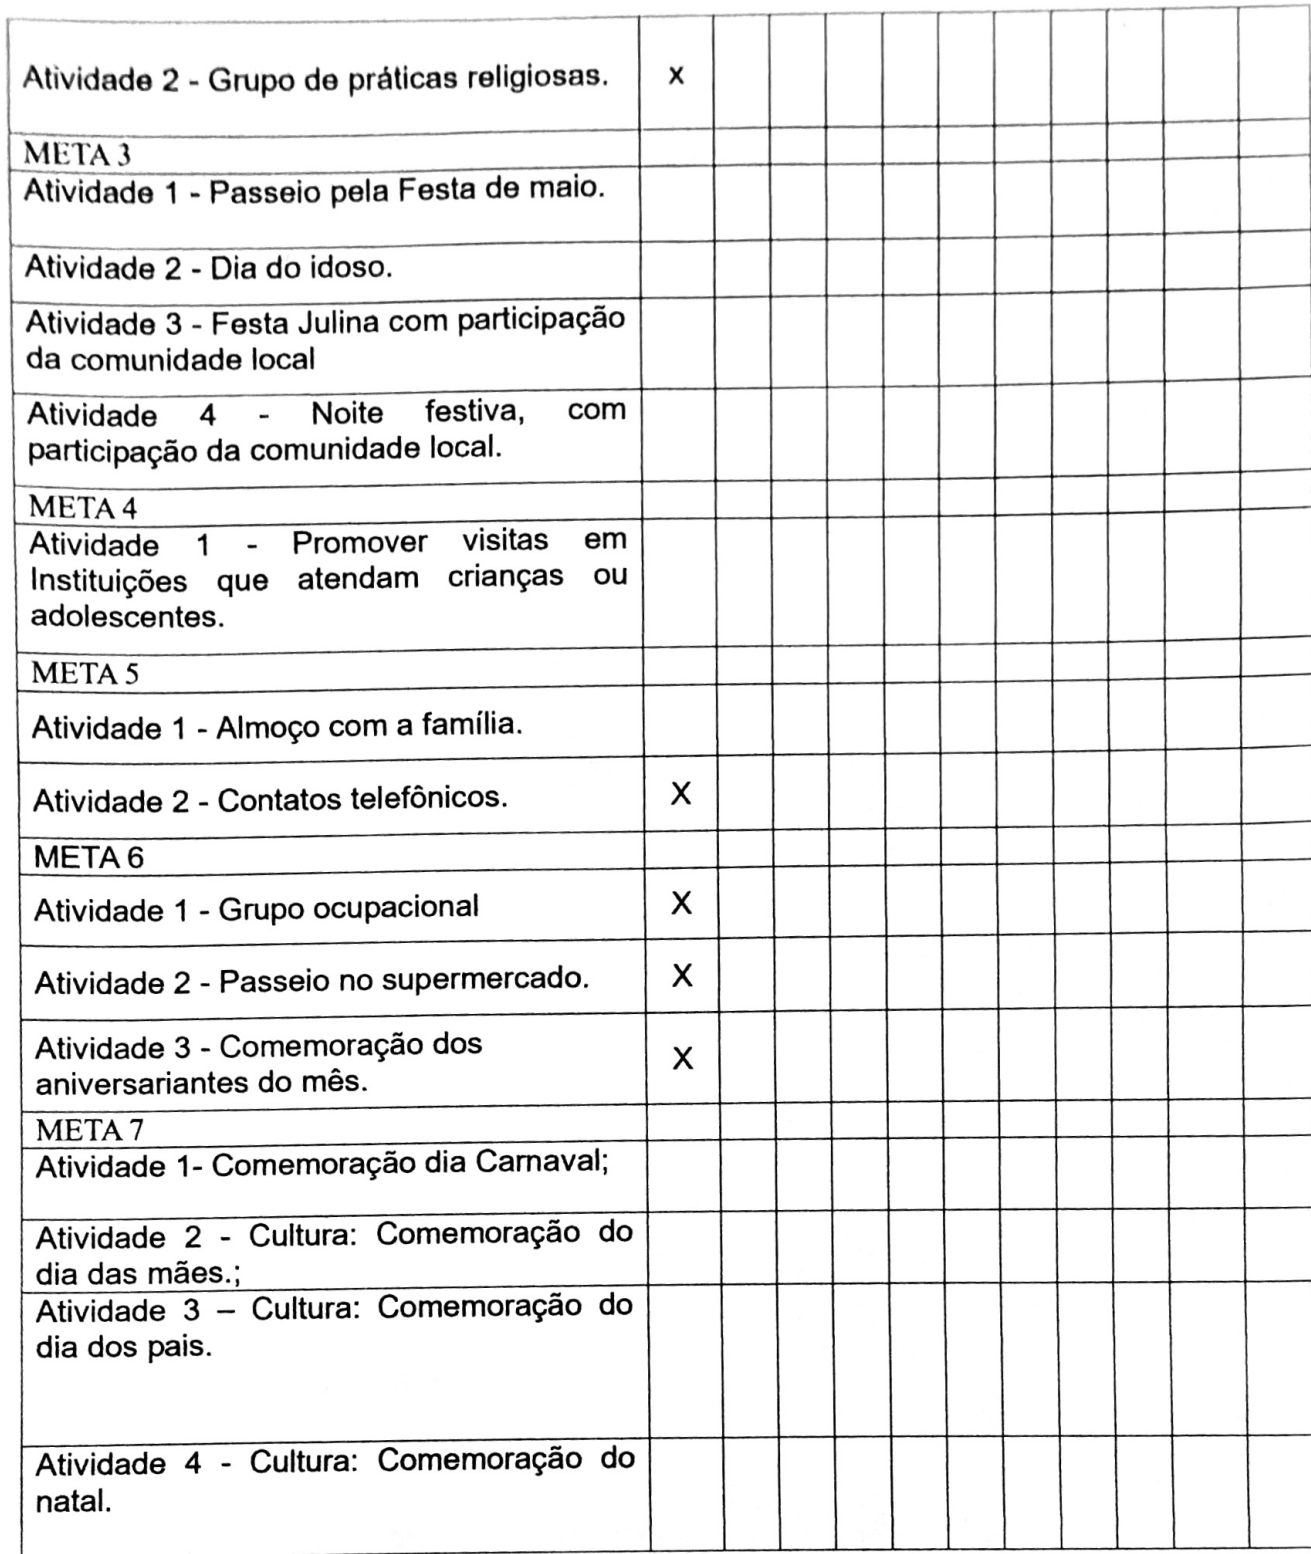 Atividade 2 - Grupo de práticas religiosas. x
META 3
Atividade 1 - Passeio pela Festa de maio.
Atividade 2 - Dia do idoso.
Atividade 3 - Festa Julina com participação
da comunidade local
Atividade 4 - Noite festiva, com
participação da comunidade local.
META 4
Atividade 1 - Promover visitas em
Instituições que atendam crianças ou
adolescentes.
META 5
Atividade 1 - Almoço com a família.
Atividade 2 - Contatos telefônicos. X
META 6
Atividade 1 - Grupo ocupacional X
Atividade 2 - Passeio no supermercado. X
Atividade 3 - Comemoração dos
aniversariantes do mês. X
META 7
Atividade 1- Comemoração dia Carnaval;
Atividade 2 - Cultura: Comemoração do
dia das mães.;
Atividade 3 – Cultura: Comemoração do
dia dos pais.
Atividade 4 - Cultura: Comemoração do
natal.